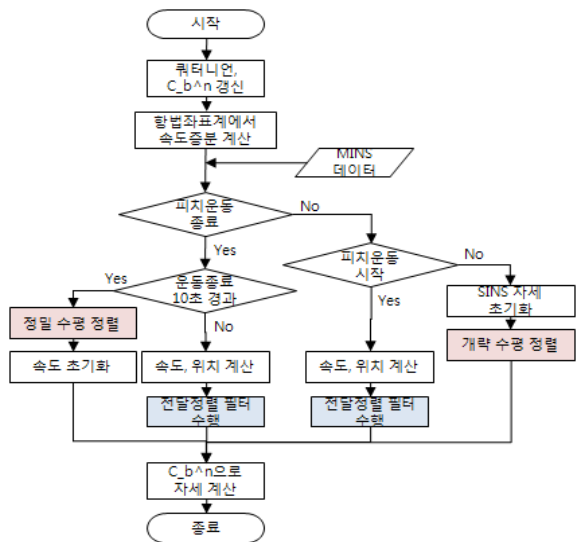 시작
쿼터니언,
C_b^n 갱신
항법좌표계에서
속도증분 계산
MINS
데이터
피치운동
종료
No
Yes
피치운동
시작
No
Yes
운동종료
10초 경과
Yes
No
SINS 자세
초기화
정밀 수평 정렬
개략 수평 정렬
속도 초기화
속도, 위치 계산
속도, 위치 계산
전달정렬 필터
수행
전달정렬 필터
수행
C_b^n으로
자세 계산
종료